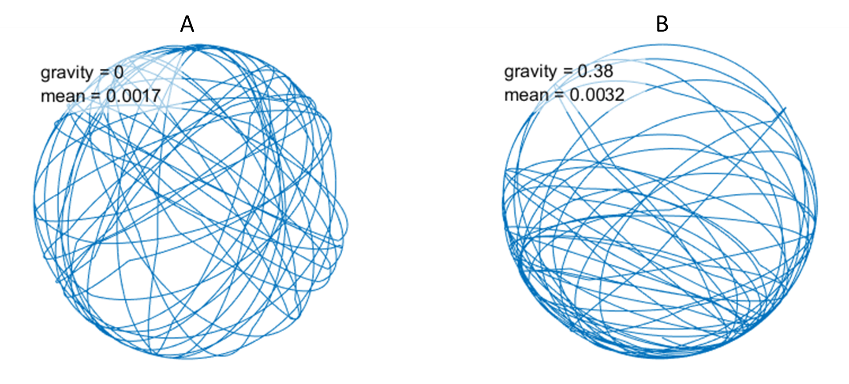 A
gravity = 0
mean = 0.0017
B
gravity = 0.38
mean = 0.0032